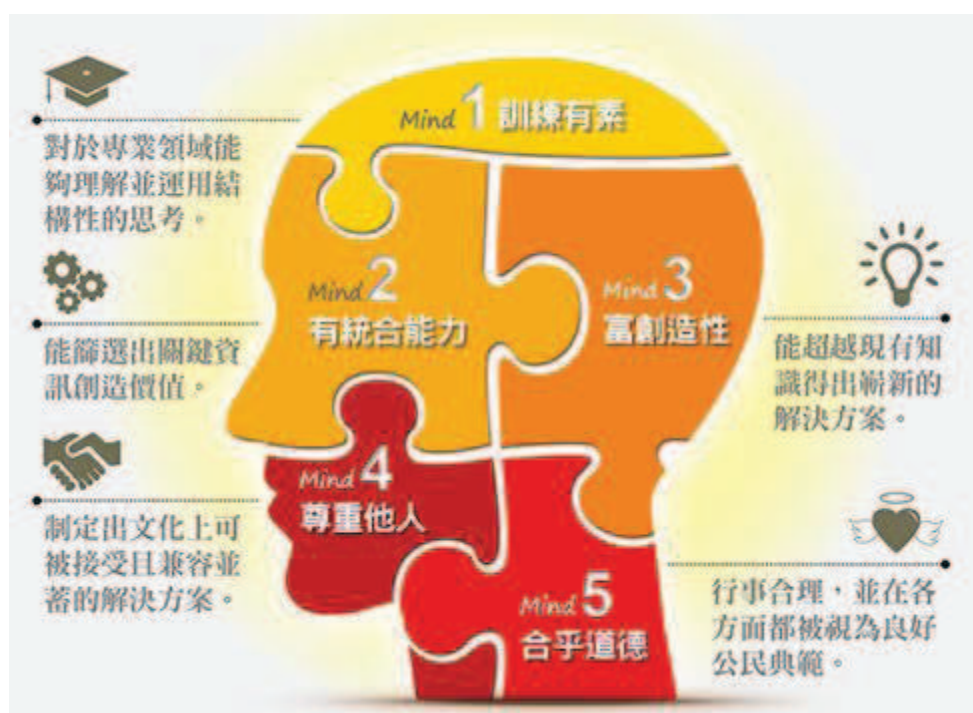 Mind 1 訓練有素
對於專業領域能
夠理解並運用結
構性的思考。
Mind 2
有統合能力
能篩選出關鍵資
訊創造價值。
Mind 3
富創造性
能超越現有知
識得出嶄新的
解決方案。
Mind 4
尊重他人
制定出文化上可
被接受且兼容並
蓄的解決方案。
Mind 5
合乎道德
行事合理，並在各
方面都被視為良好
公民典範。